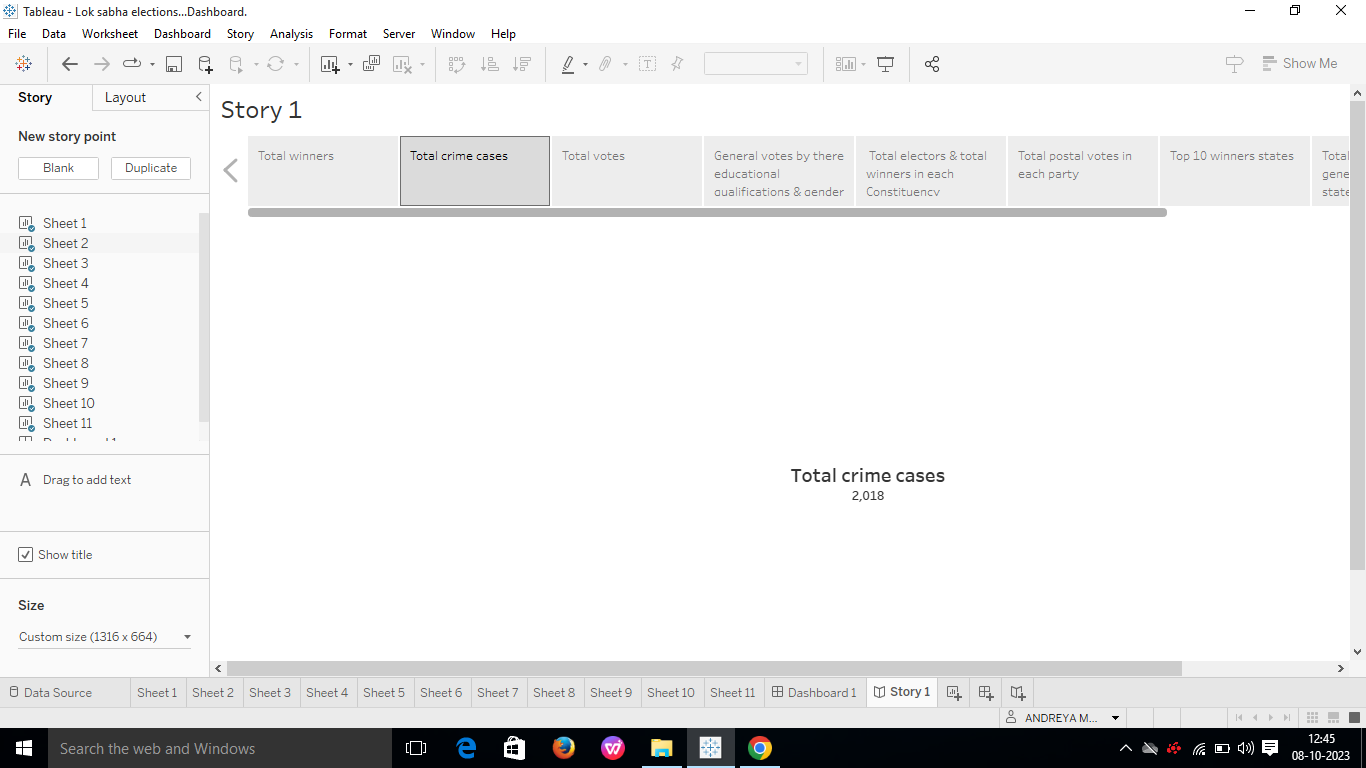 Tableau - Lok sabha elections...Dashboard.
File Data Worksheet Dashboard Story Analysis Format Server Window Help
Show Me
Story Layout
New story point
Blank Duplicate
Sheet 1
Sheet 2
Sheet 3
Sheet 4
Sheet 5
Sheet 6
Sheet 7
Sheet 8
Sheet 9
Sheet 10
Sheet 11
A Drag to add text
Show title
Size
Custom size (1316 x 664)
Story 1
Total winners
Total crime cases
Total votes
General votes by there
educational
qualifications & gender
Total electors & total
winners in each
Constituency
Total postal votes in
each party
Top 10 winners states
Total
gene
state
Total crime cases
2,018
Data Source Sheet 1 Sheet 2 Sheet 3 Sheet 4 Sheet 5 Sheet 6 Sheet 7 Sheet 8 Sheet 9 Sheet 10 Sheet 11 Dashboard 1 Story 1
ANDREYA M...
Search the web and Windows
12:45
08-10-2023